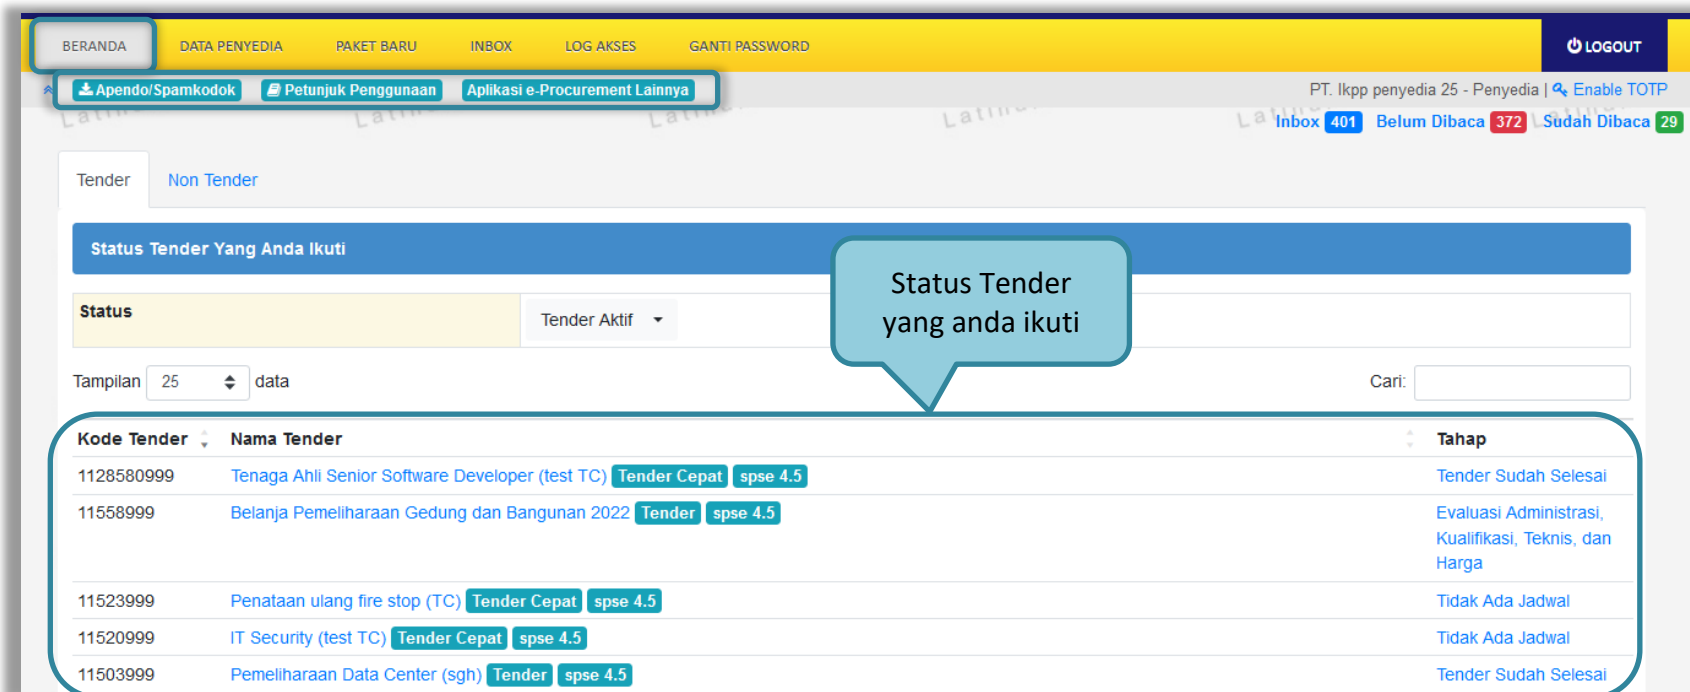 BERANDA DATA PENYEDIA PAKET BARU INBOX LOG AKSES GANTI PASSWORD LOGOUT
Apendo/Spamkodok Petunjuk Penggunaan Aplikasi e-Procurement Lainnya PT. lkpp penyedia 25 - Penyedia | Enable TOTP
Inbox 401 Belum Dibaca 372 Sudah Dibaca 29
Tender Non Tender
Status Tender Yang Anda Ikuti
Status Tender
yang anda ikuti
Status Tender Aktif
Tampilan 25 data Cari:
Kode Tender Nama Tender Tahap
1128580999 Tenaga Ahli Senior Software Developer (test TC) Tender Cepat spse 4.5 Tender Sudah Selesai
11558999 Belanja Pemeliharaan Gedung dan Bangunan 2022 Tender spse 4.5 Evaluasi Administrasi,
Kualifikasi, Teknis, dan
Harga
11523999 Penataan ulang fire stop (TC) Tender Cepat spse 4.5 Tidak Ada Jadwal
11520999 IT Security (test TC) Tender Cepat spse 4.5 Tidak Ada Jadwal
11503999 Pemeliharaan Data Center (sgh) Tender spse 4.5 Tender Sudah Selesai